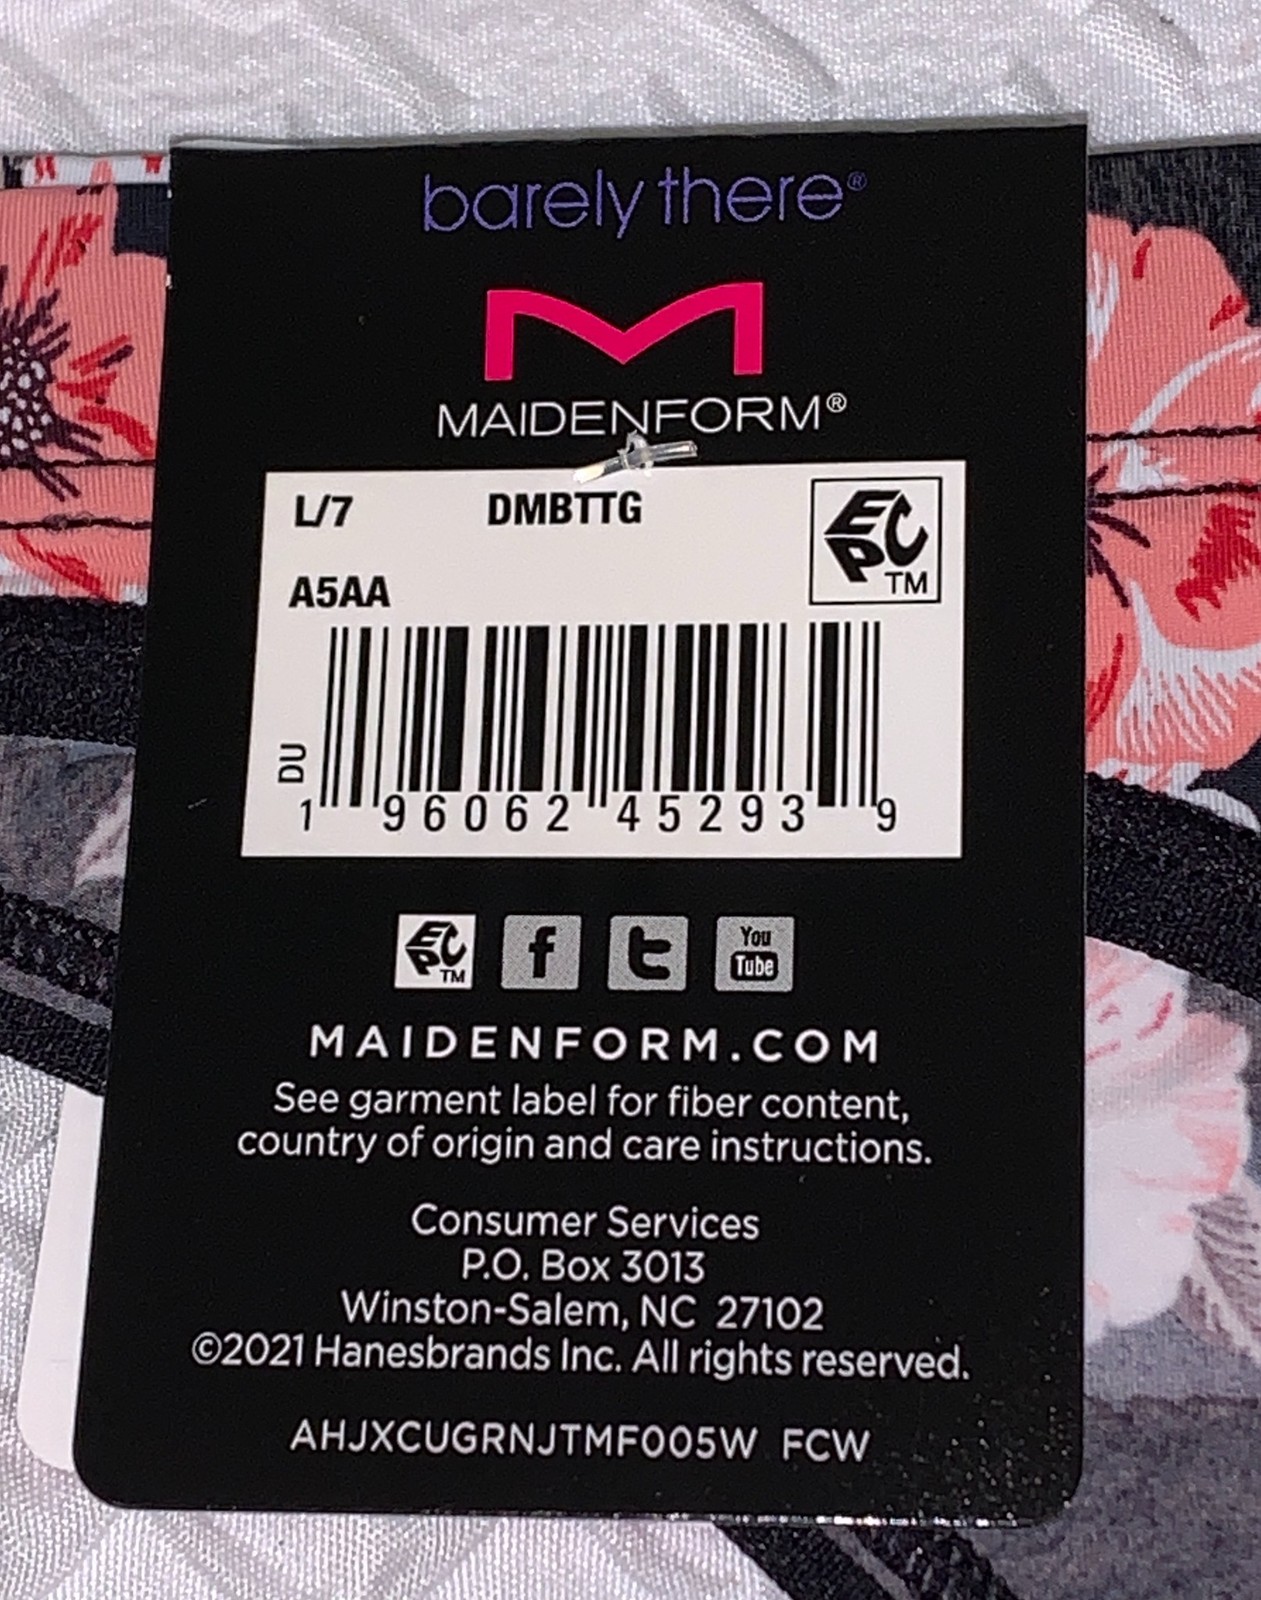 barely there®
M
MAIDENFORM®
L/7 DMBTTG
EPC TM
A5AA
DU
1 96062 45293 9
EPC TM f t You Tube
MAIDENFORM.COM
See garment label for fiber content,
country of origin and care instructions.
Consumer Services
P.O. Box 3013
Winston-Salem, NC 27102
©2021 Hanesbrands Inc. All rights reserved.
AHJXCUGRNJTMF005W FCW